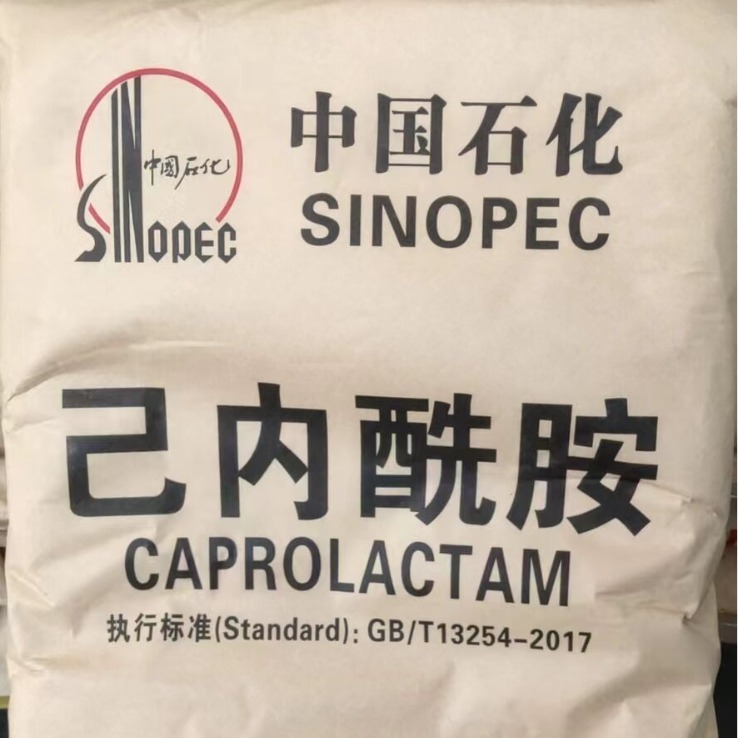 中国石化
SINOPEC
中國石化
SINOPEC
己内酰胺
CAPROLACTAM
执行标准(Standard): GB/T13254-2017